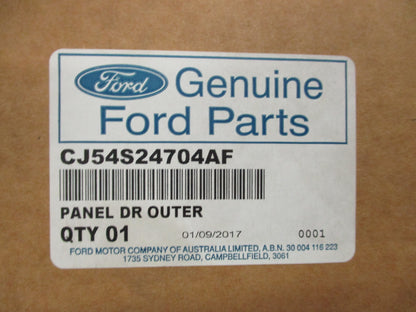 Ford Genuine
Ford Parts
CJ54S24704AF
PANEL DR OUTER
QTY 01 01/09/2017 0001
FORD MOTOR COMPANY OF AUSTRALIA LIMITED, A.B.N. 30 004 116 223
1735 SYDNEY ROAD, CAMPBELLFIELD, 3061